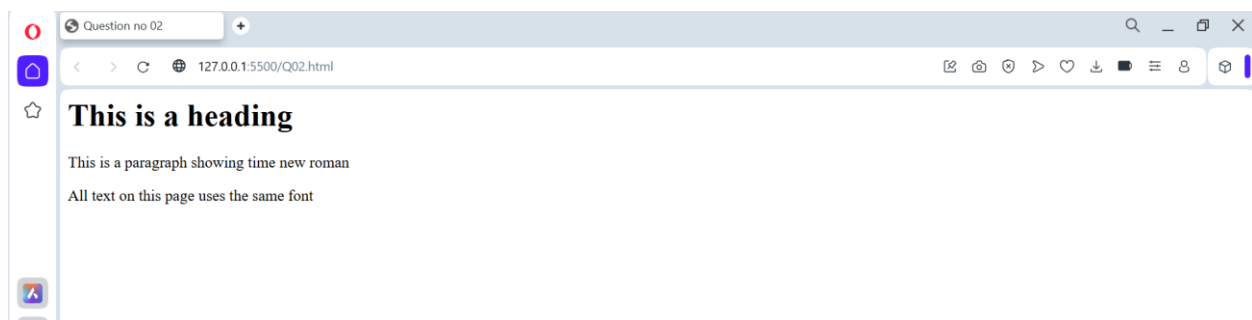 Question no 02
127.0.0.1:5500/Q02.html
This is a heading
This is a paragraph showing time new roman
All text on this page uses the same font